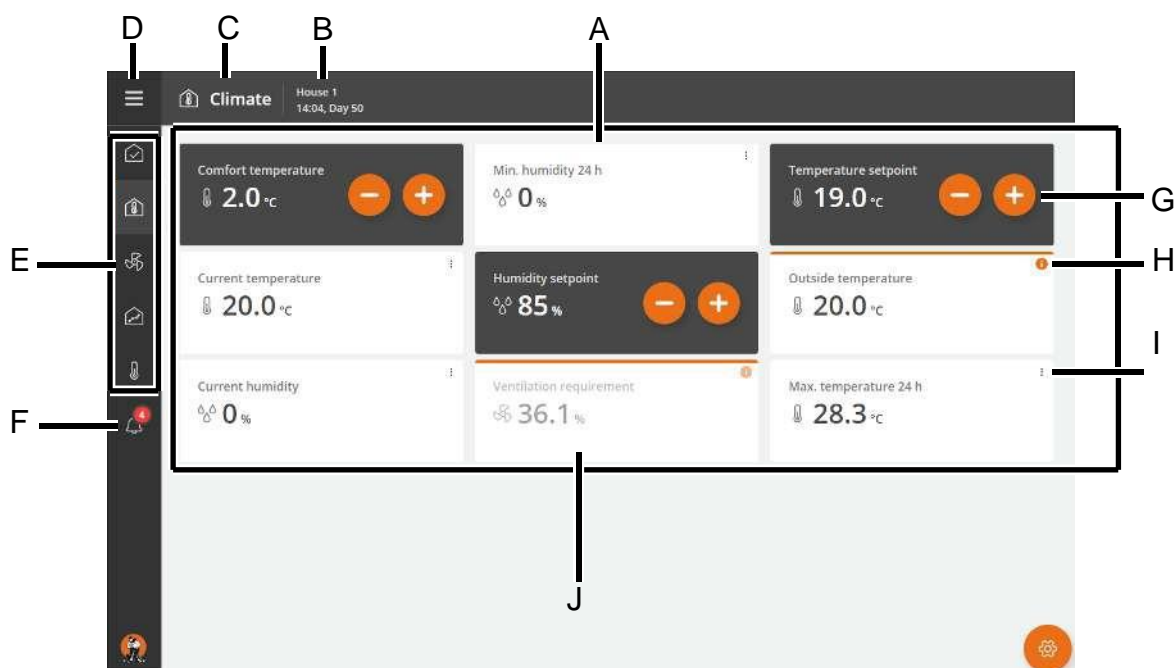 D
C
B
A
Climate
House 1
14:04, Day 50
Comfort temperature
2.0 °C
Min. humidity 24 h
0 %
Temperature setpoint
19.0 °C
G
E
Current temperature
20.0 °C
Humidity setpoint
85 %
Outside temperature
20.0 °C
H
I
F
4
Current humidity
0 %
Ventilation requirement
36.1 %
Max. temperature 24 h
28.3 °C
J